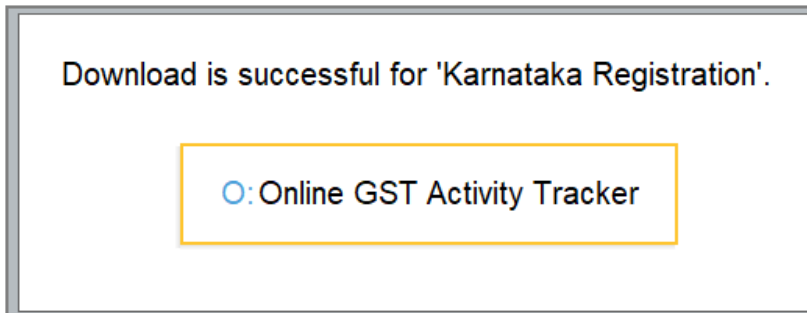 Download is successful for 'Karnataka Registration'.
O: Online GST Activity Tracker